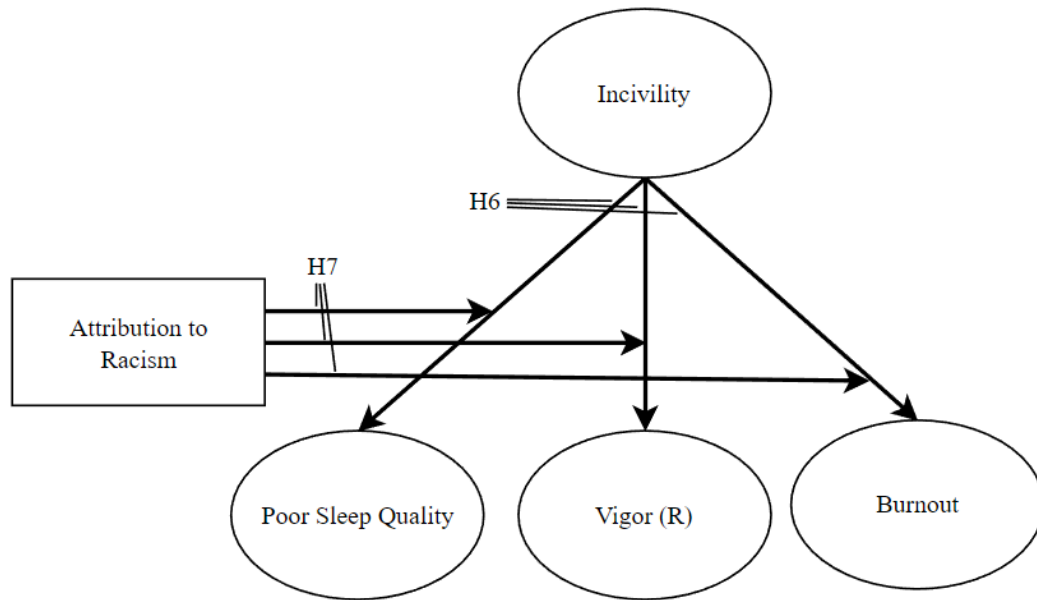 Incivility
H6
H7
Attribution to
Racism
Poor Sleep Quality
Vigor (R)
Burnout